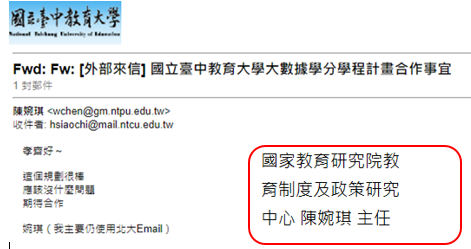 國立臺中教育大學
National Taichung University of Education
Fwd: Fw: [外部來信] 國立臺中教育大學大數據學分學程計畫合作事宜
1 封郵件
陳婉琪 <wchen@gm.ntpu.edu.tw>
收件者: hsiaochi@mail.ntcu.edu.tw
孝齊好～
這個規劃很棒
應該沒什麼問題
期待合作
婉琪（我主要仍使用北大Email）
國家教育研究院教
育制度及政策研究
中心 陳婉琪 主任